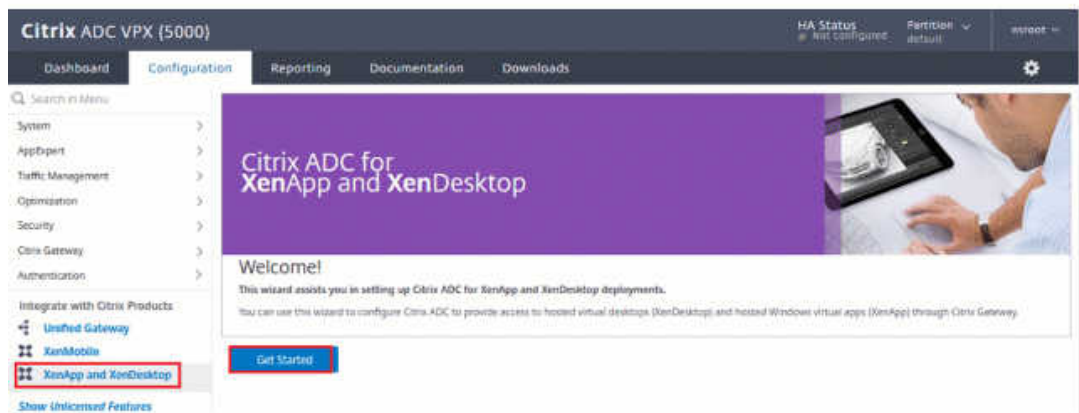 Citrix ADC VPX (5000)
HA Status
Not configured
Partition
default
nsroot
Dashboard
Configuration
Reporting
Documentation
Downloads
Search in Menu
System
AppExpert
Traffic Management
Optimization
Security
Citrix Gateway
Authentication
Integrate with Citrix Products
Unified Gateway
XenMobile
XenApp and XenDesktop
Show Unlicensed Features
Citrix ADC for
XenApp and XenDesktop
Welcome!
This wizard assists you in setting up Citrix ADC for XenApp and XenDesktop deployments.
You can use this wizard to configure Citrix ADC to provide access to hosted virtual desktops (XenDesktop) and hosted Windows virtual apps (XenApp) through Citrix Gateway.
Get Started